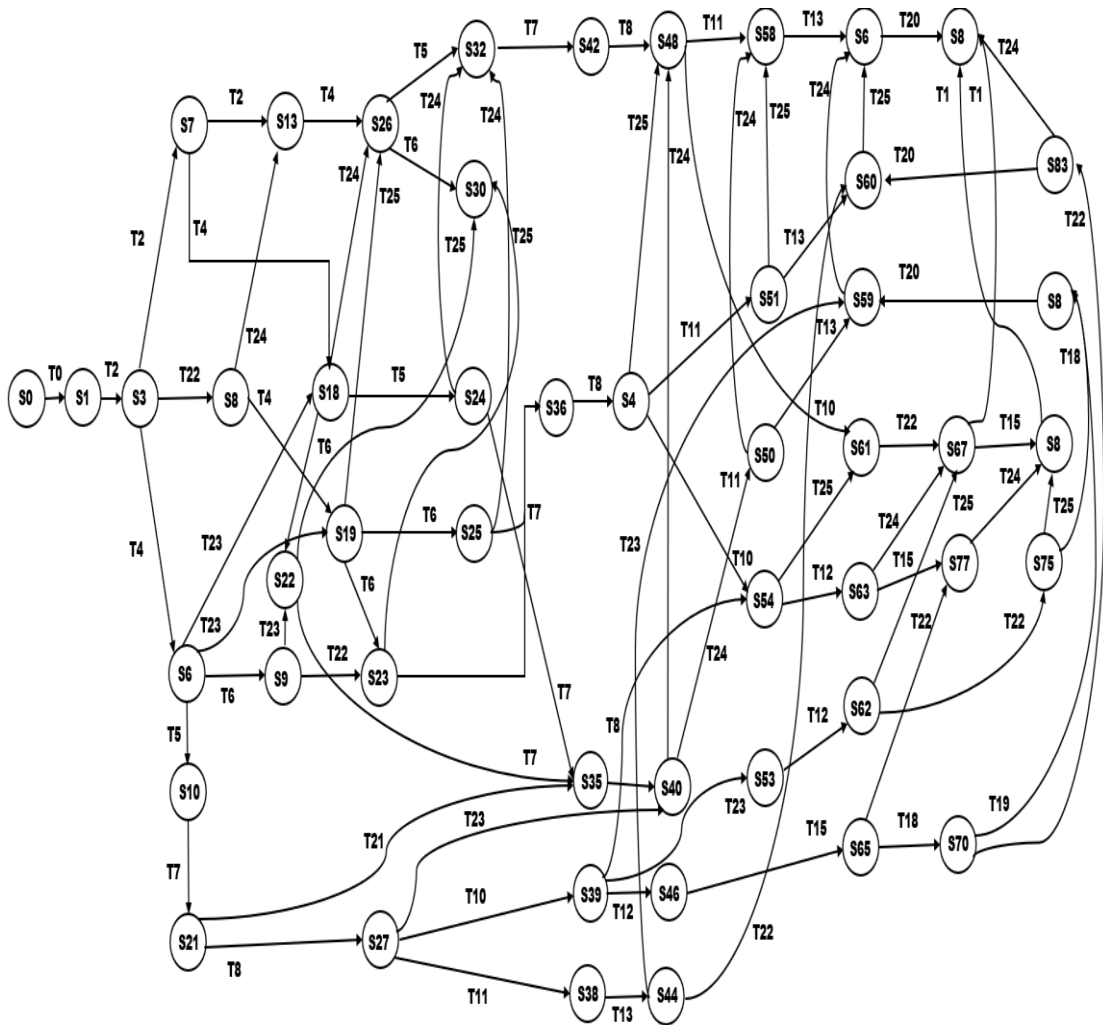 T11
T13
T20
T7
T8
S58
S6
S8
S32
S42
S48
T5
T24
T2
T4
T24
T24
T24
T24
T1
T1
T25
T25
T25
S7
S13
S26
T6
T24
T20
S83
S60
T24
T25
S30
T22
T4
T25
T25
T13
T2
T20
S51
S59
S8
T24
T11
T13
T18
T0
T2
T22
T4
S18
T5
T8
S0
S1
S3
S8
S24
S36
S4
T10
T22
T15
T6
S50
S61
S67
S8
T11
T24
T25
T25
T6
T7
T23
T25
S19
S25
T23
T4
T24
T10
T15
T6
S22
S54
T12
S63
S77
S75
T23
T23
T22
T24
T22
T22
S6
S9
S23
T6
T7
T8
T12
S62
T5
T7
S10
S35
S40
S53
T23
T21
T23
T19
T15
T18
S65
S70
T7
T10
S39
T12
S46
S21
S27
T22
T8
T11
S38
T13
S44